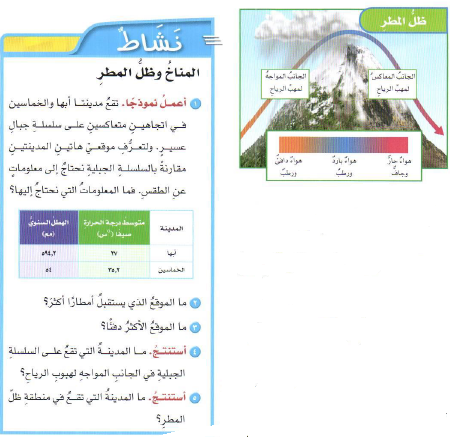 نَشَاطٌ
المناخُ وظلُّ المطرِ
١ أعملُ نموذجًا. تقعُ مدينتا أبها والخماسين
في اتجاهينِ متعاكسينِ على سلسلةِ جبالِ
عسيرٍ. ولتعرُّفِ موقعَيْ هاتينِ المدينتينِ
مقارنةً بالسلسلةِ الجبليةِ نحتاجُ إلى معلوماتٍ
عنِ الطقسِ. فما المعلوماتُ التي نحتاجُ إليها؟
المدينة
متوسط درجة الحرارة
صيفًا (°س)
الهطل السنويُّ
(مم)
أبها
٢٧
٥٩٤,٢
الخماسين
٣٥,٢
٥٤
٢ ما الموقعُ الذي يستقبلُ أمطارًا أكثرَ؟
٣ ما الموقعُ الأكثرُ دفئًا؟
٤ أستنتجُ. ما المدينةُ التي تقعُ على السلسلةِ
الجبليةِ في الجانبِ المواجهِ لهبوبِ الرياحِ؟
٥ أستنتجُ. ما المدينةُ التي تقعُ في منطقةِ ظلِّ
المطرِ؟
ظلُّ المطرِ
الجانبُ المعاكسُ
لمهبِّ الرياحِ
الجانبُ المواجهُ
لمهبِّ الرياحِ
هواءٌ حارٌّ
وجافٌّ
هواءٌ باردٌ
ورطبٌ
هواءٌ دافئٌ
ورطبٌ